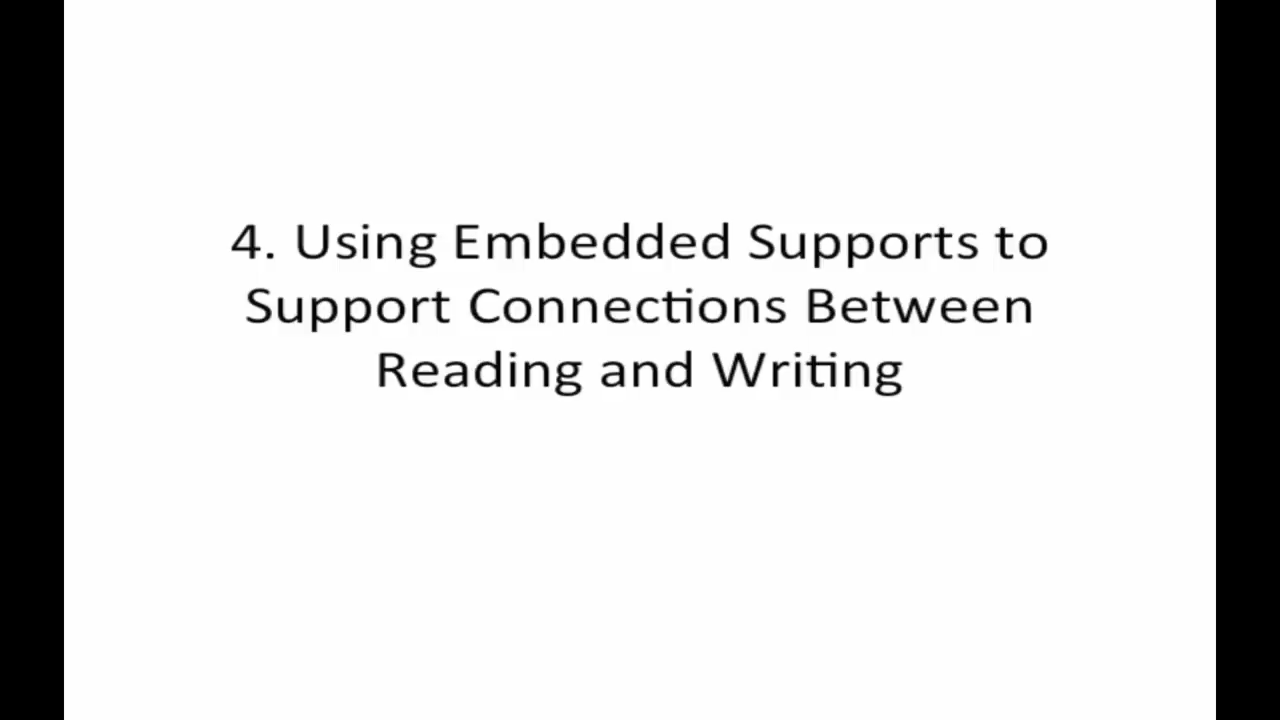 4. Using Embedded Supports to
Support Connections Between
Reading and Writing